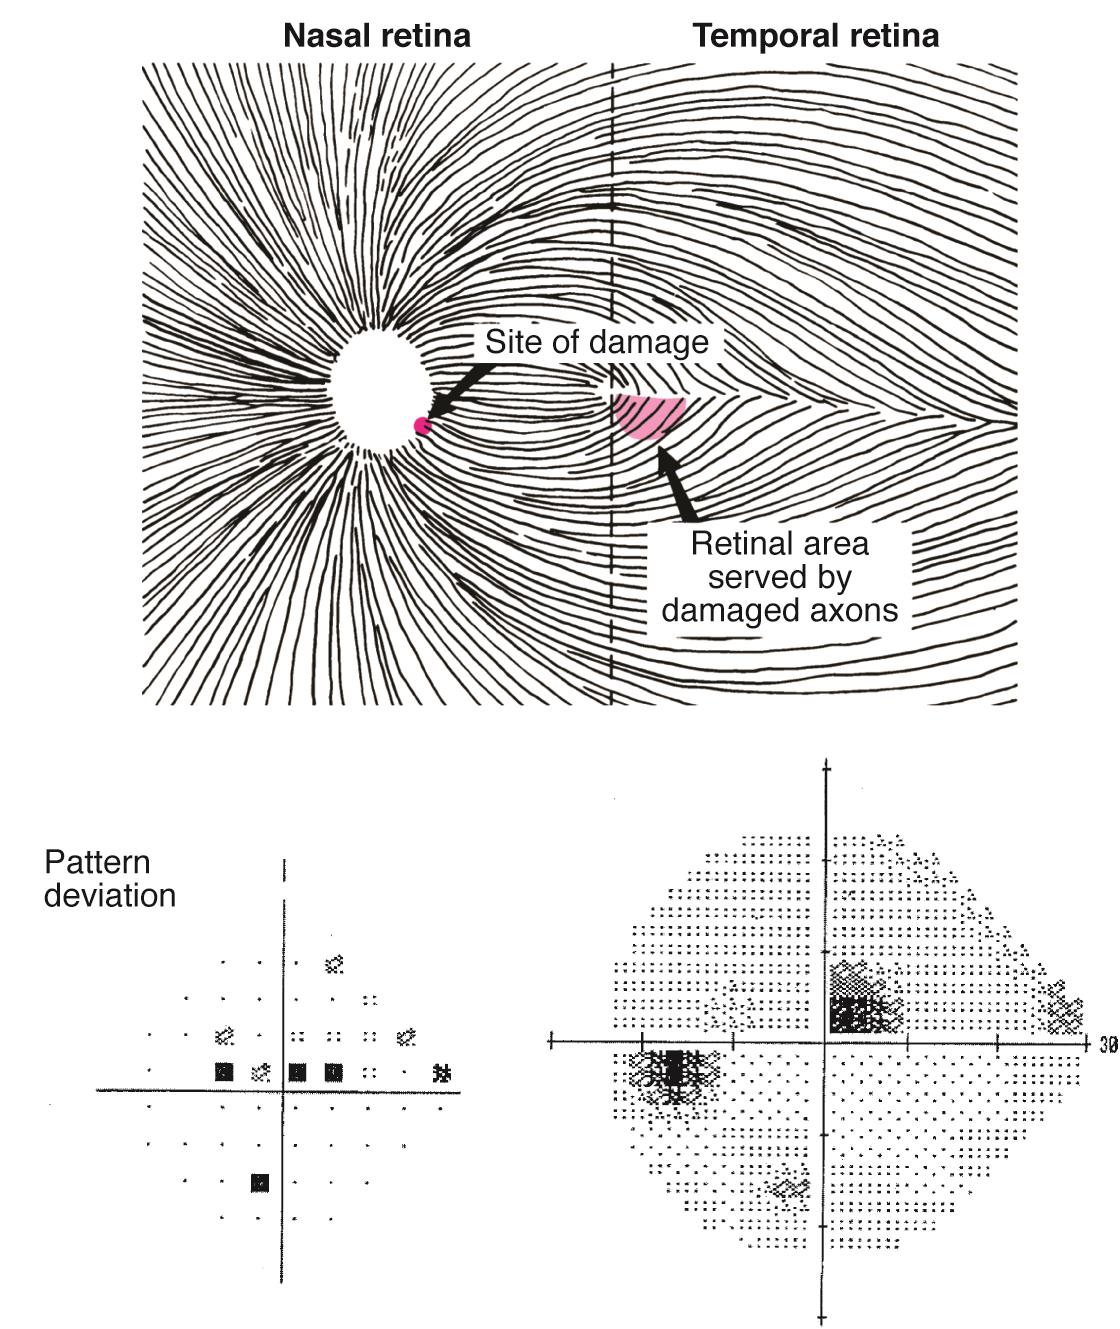 Nasal retina
Temporal retina
Site of damage
Retinal area
served by
damaged axons
Pattern
deviation
30